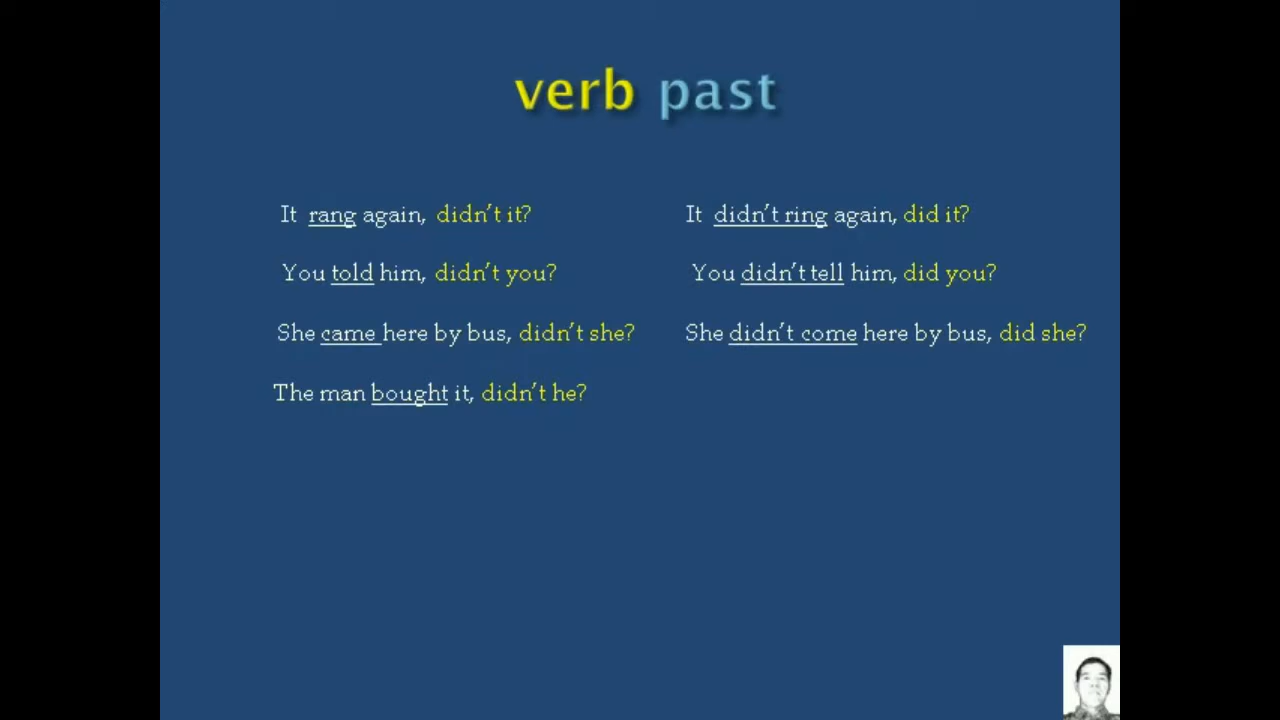 verb past
It rang again, didn't it?
It didn't ring again, did it?
You told him, didn't you?
You didn't tell him, did you?
She came here by bus, didn't she?
She didn't come here by bus, did she?
The man bought it, didn't he?